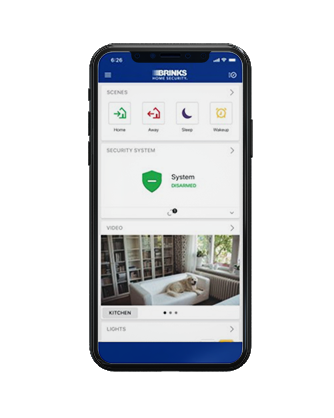 6:26
BRINKS
HOME SECURITY.
SCENES
Home Away Sleep Wakeup
SECURITY SYSTEM
System
DISARMED
VIDEO
KITCHEN
LIGHTS